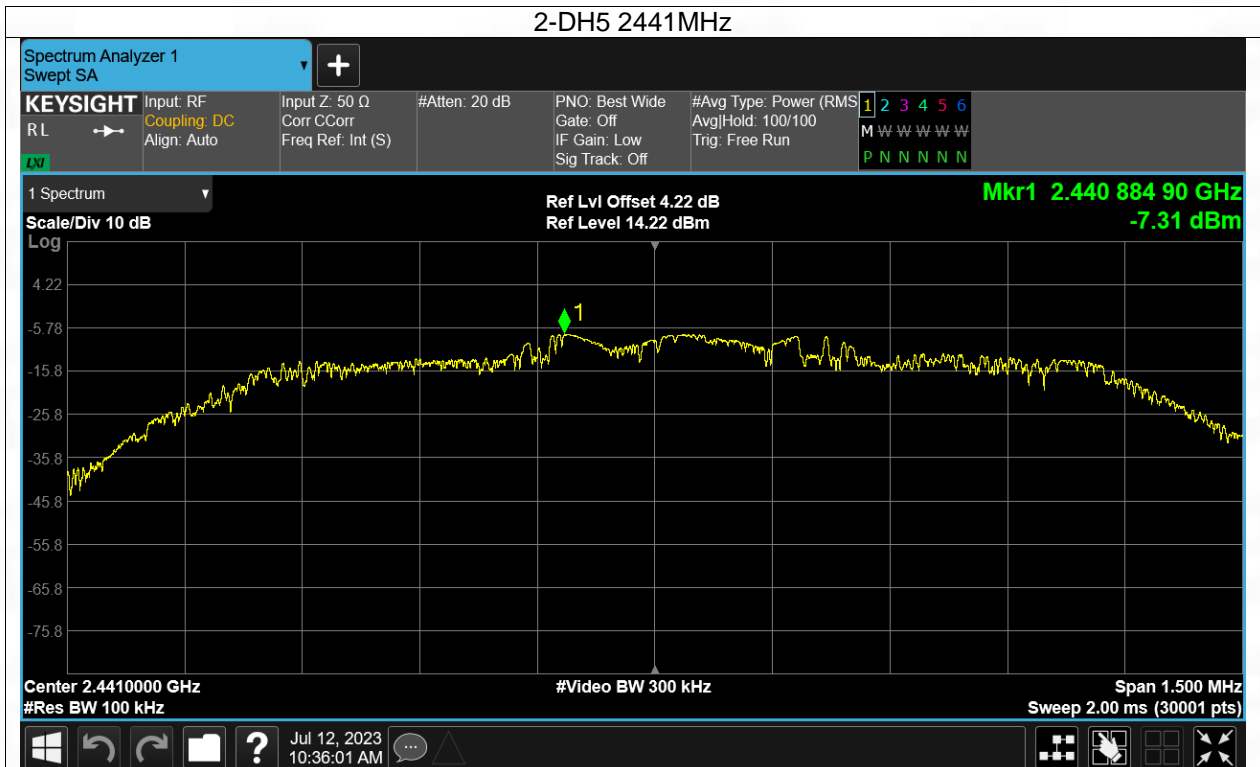 2-DH5 2441MHz
Spectrum Analyzer 1
Swept SA
KEYSIGHT
RL
LXI
Input: RF
Coupling: DC
Align: Auto
Input Z: 50 Ω
Corr CCorr
Freq Ref: Int (S)
#Atten: 20 dB
PNO: Best Wide
Gate: Off
IF Gain: Low
Sig Track: Off
#Avg Type: Power (RMS
Avg|Hold: 100/100
Trig: Free Run
1 2 3 4 5 6
M W W W W W
P N N N N N
1 Spectrum
Scale/Div 10 dB
Log
Ref Lvl Offset 4.22 dB
Ref Level 14.22 dBm
Mkr1 2.440 884 90 GHz
-7.31 dBm
1
4.22
-5.78
-15.8
-25.8
-35.8
-45.8
-55.8
-65.8
-75.8
Center 2.4410000 GHz
#Res BW 100 kHz
#Video BW 300 kHz
Span 1.500 MHz
Sweep 2.00 ms (30001 pts)
?
Jul 12, 2023
10:36:01 AM